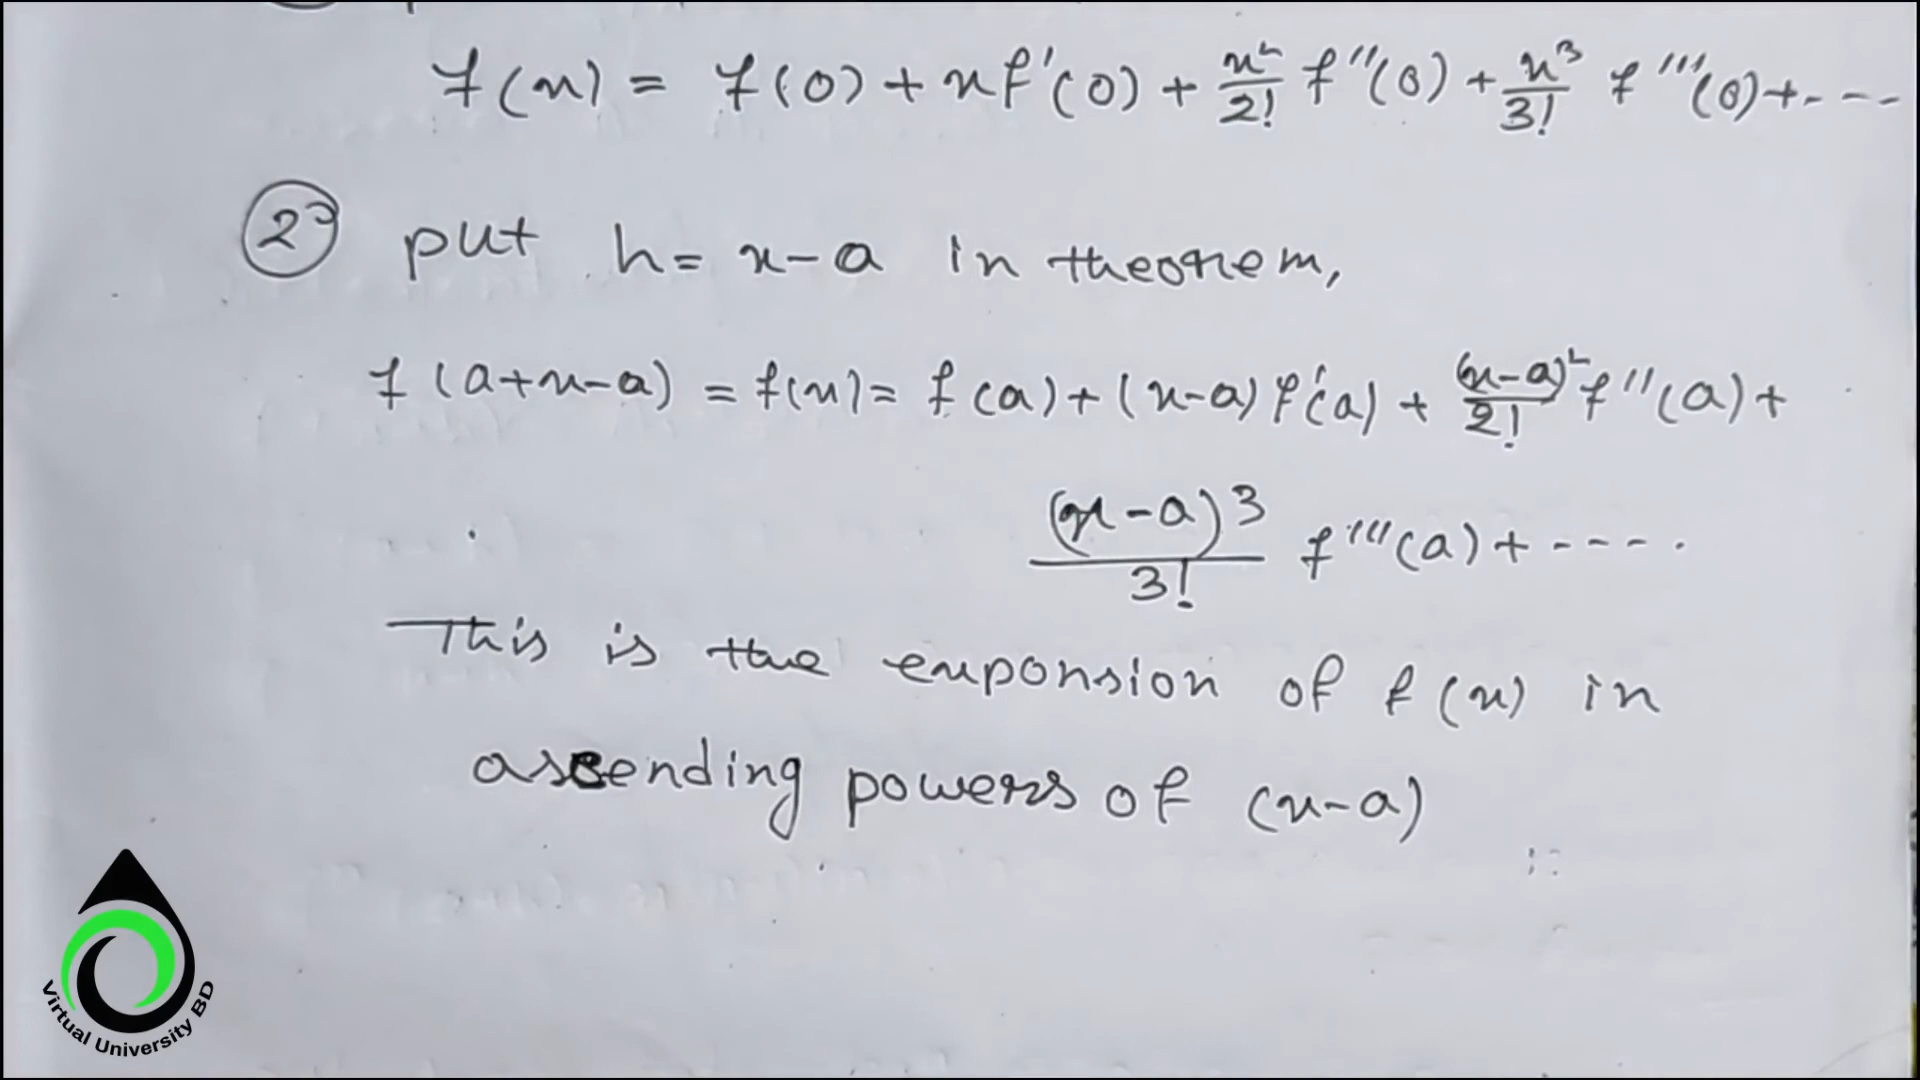 f(x) = f(0) + xf'(0) + x²/2! f''(0) + x³/3! f'''(0) + ----
2) put h = x-a in theorem,
f(a+x-a) = f(x) = f(a) + (x-a) f'(a) + (x-a)²/2! f''(a) +
(x-a)³/3! f'''(a) + ----.
This is the exponsion of f(x) in
ascending powers of (x-a)
Virtual University BD